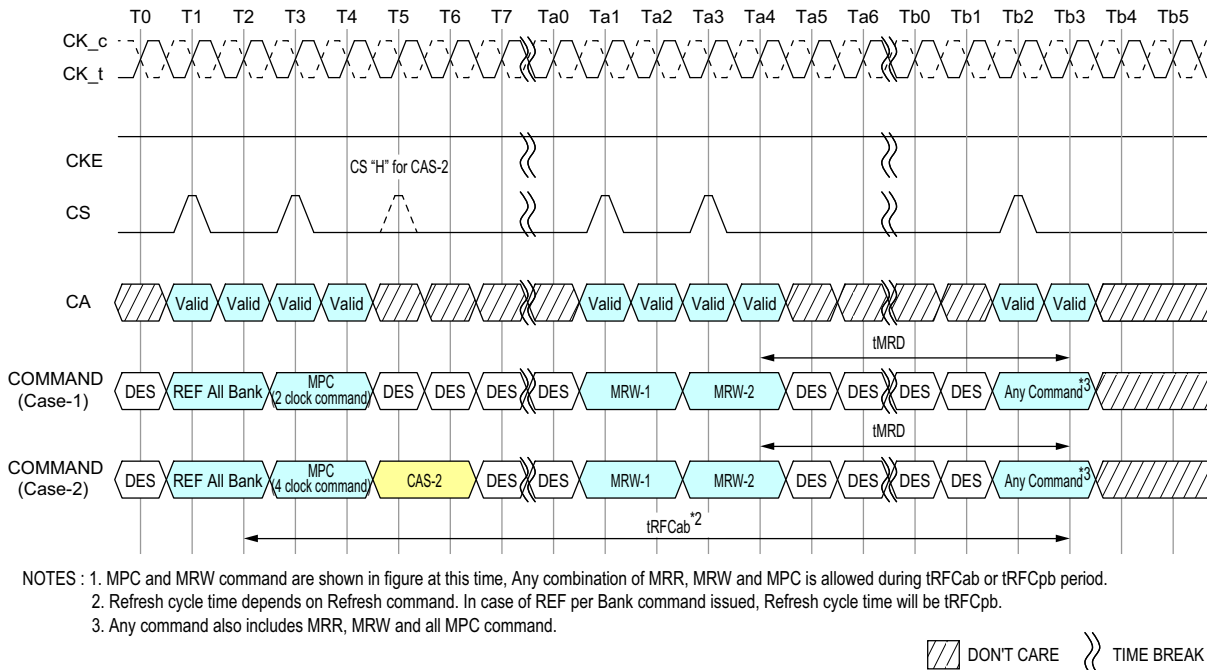 T0 T1 T2 T3 T4 T5 T6 T7 Ta0 Ta1 Ta2 Ta3 Ta4 Ta5 Ta6 Tb0 Tb1 Tb2 Tb3 Tb4 Tb5
CK_c
CK_t
CKE
CS “H” for CAS-2
CS
CA Valid Valid Valid Valid Valid Valid Valid Valid Valid Valid
tMRD
COMMAND
(Case-1)
DES REF All Bank MPC (2 clock command) DES DES DES DES MRW-1 MRW-2 DES DES DES DES Any Command*3
tMRD
COMMAND
(Case-2)
DES REF All Bank MPC (4 clock command) CAS-2 DES DES MRW-1 MRW-2 DES DES DES DES Any Command*3
tRFCab*2
NOTES : 1. MPC and MRW command are shown in figure at this time, Any combination of MRR, MRW and MPC is allowed during tRFCab or tRFCpb period.
2. Refresh cycle time depends on Refresh command. In case of REF per Bank command issued, Refresh cycle time will be tRFCpb.
3. Any command also includes MRR, MRW and all MPC command.
DON'T CARE TIME BREAK